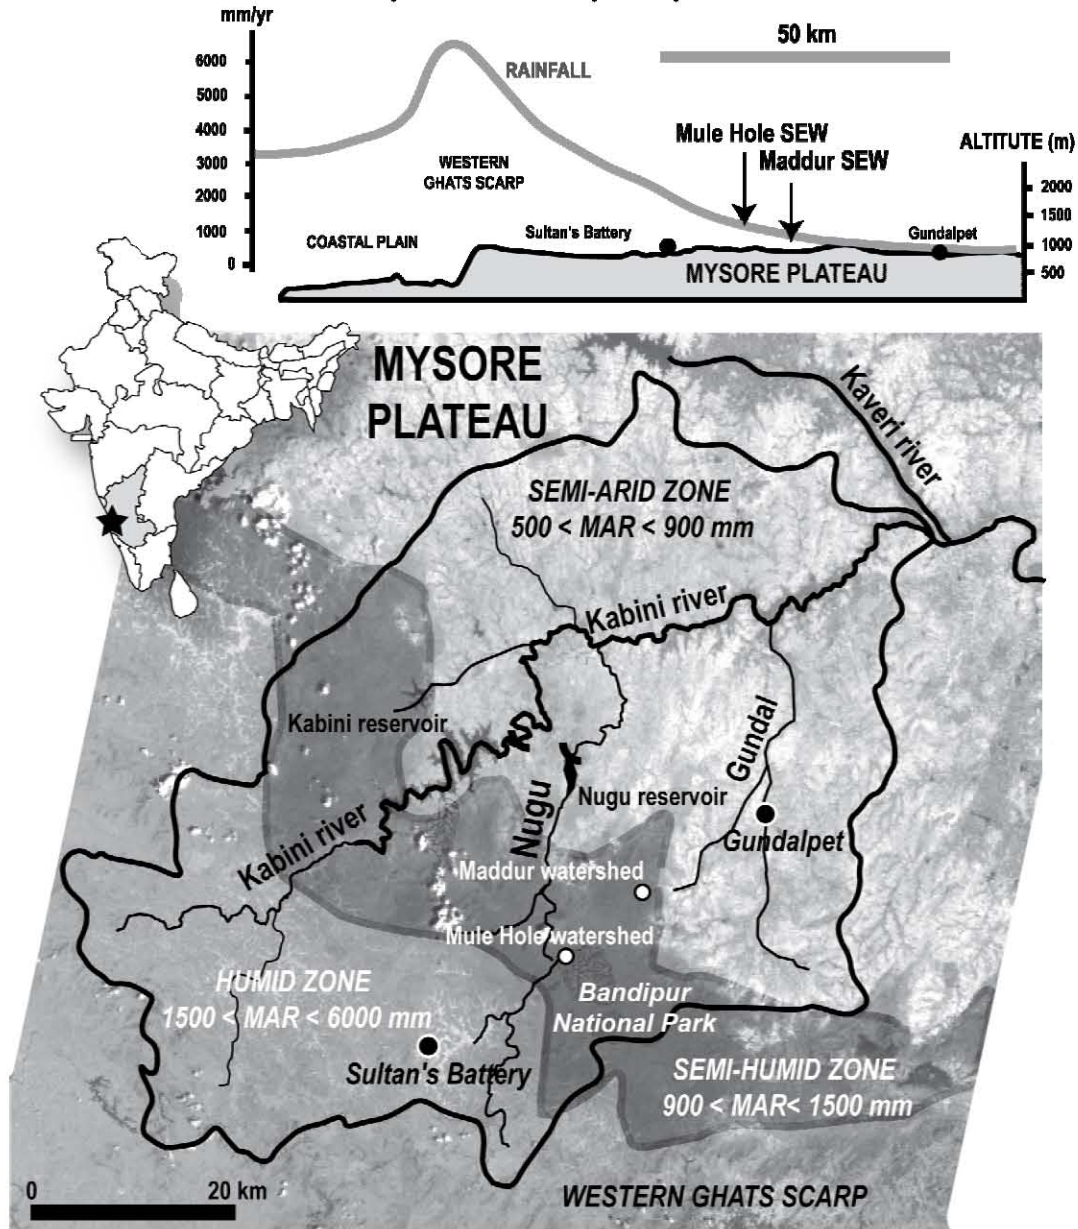 mm/yr
6000
5000
4000
3000
2000
1000
0
RAINFALL
50 km
Mule Hole SEW
Maddur SEW
ALTITUTE (m)
2000
1500
1000
500
WESTERN
GHATS SCARP
COASTAL PLAIN
Sultan's Battery
Gundalpet
MYSORE PLATEAU
MYSORE
PLATEAU
Kaveri river
SEMI-ARID ZONE
500 < MAR < 900 mm
Kabini river
Kabini reservoir
Gundal
Nugu
Nugu reservoir
Kabini river
Gundalpet
Maddur watershed
Mule Hole watershed
HUMID ZONE
1500 < MAR < 6000 mm
Bandipur
National Park
Sultan's Battery
SEMI-HUMID ZONE
900 < MAR< 1500 mm
0
20 km
WESTERN GHATS SCARP